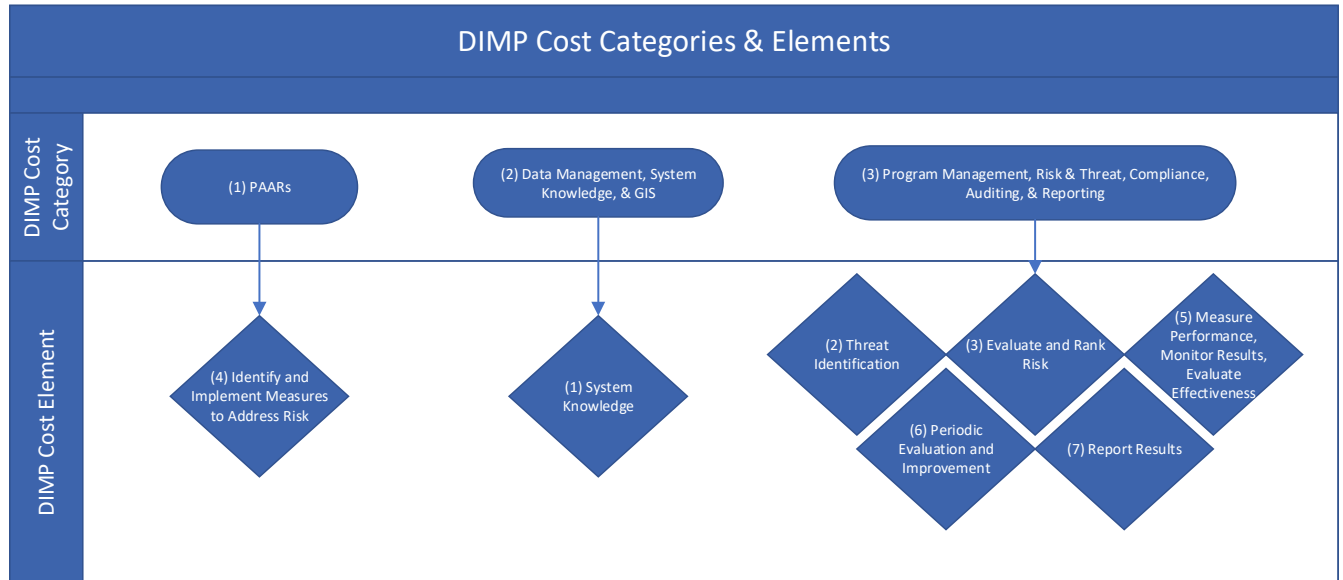 DIMP Cost Categories & Elements
DIMP Cost
Category
(1) PAARs
(2) Data Management, System
Knowledge, & GIS
(3) Program Management, Risk & Threat, Compliance,
Auditing, & Reporting
DIMP Cost Element
(4) Identify and
Implement Measures
to Address Risk
(1) System
Knowledge
(2) Threat
Identification
(3) Evaluate and Rank
Risk
(5) Measure
Performance,
Monitor Results,
Evaluate
Effectiveness
(6) Periodic
Evaluation and
Improvement
(7) Report Results